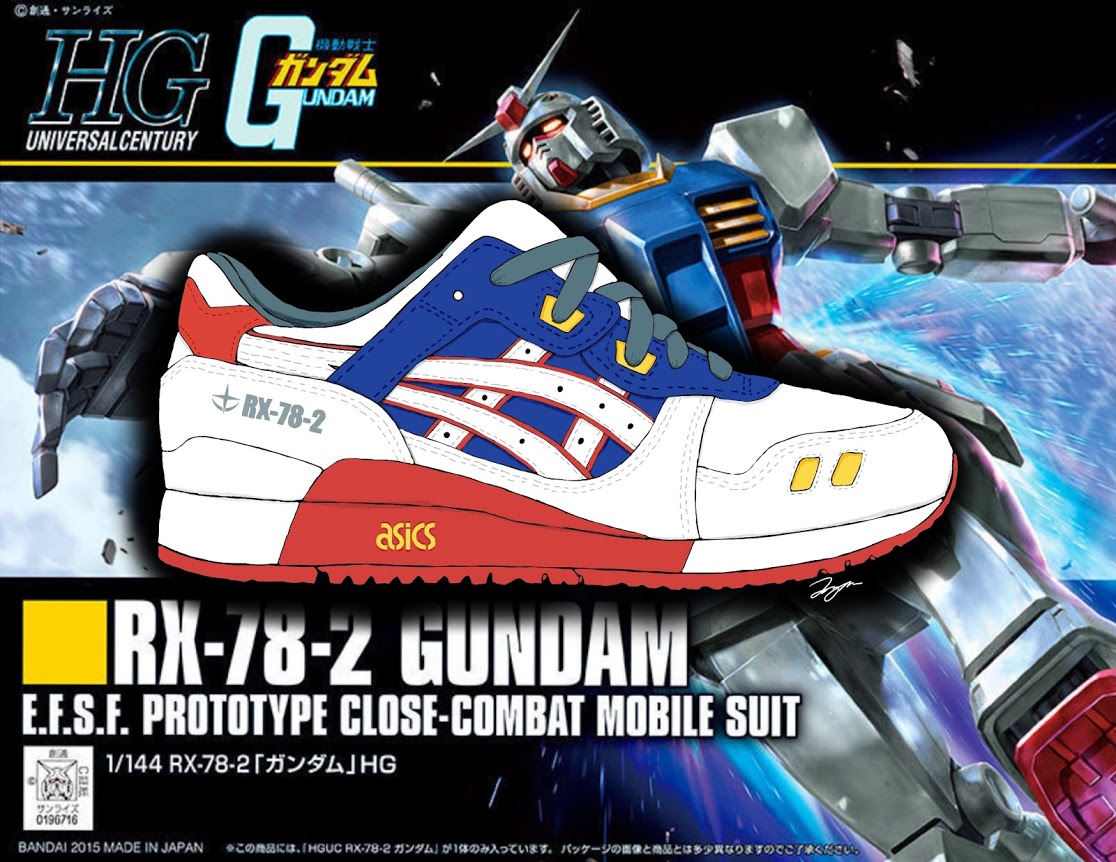 ©創通・サンライズ
HG
UNIVERSAL CENTURY
機動戦士
ガンダム
GUNDAM
RX-78-2
asics
RX-78-2 GUNDAM
E.F.S.F. PROTOTYPE CLOSE-COMBAT MOBILE SUIT
1/144 RX-78-2「ガンダム」HG
創通
サンライズ
0196716
BANDAI 2015 MADE IN JAPAN
※この商品には、「HGUC RX-78-2 ガンダム」が1体のみ入っています。 パッケージの画像と商品とは多少異なりますのでご了承ください。